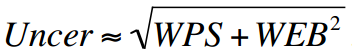 Uncer ≈ √(WPS + WEB²)